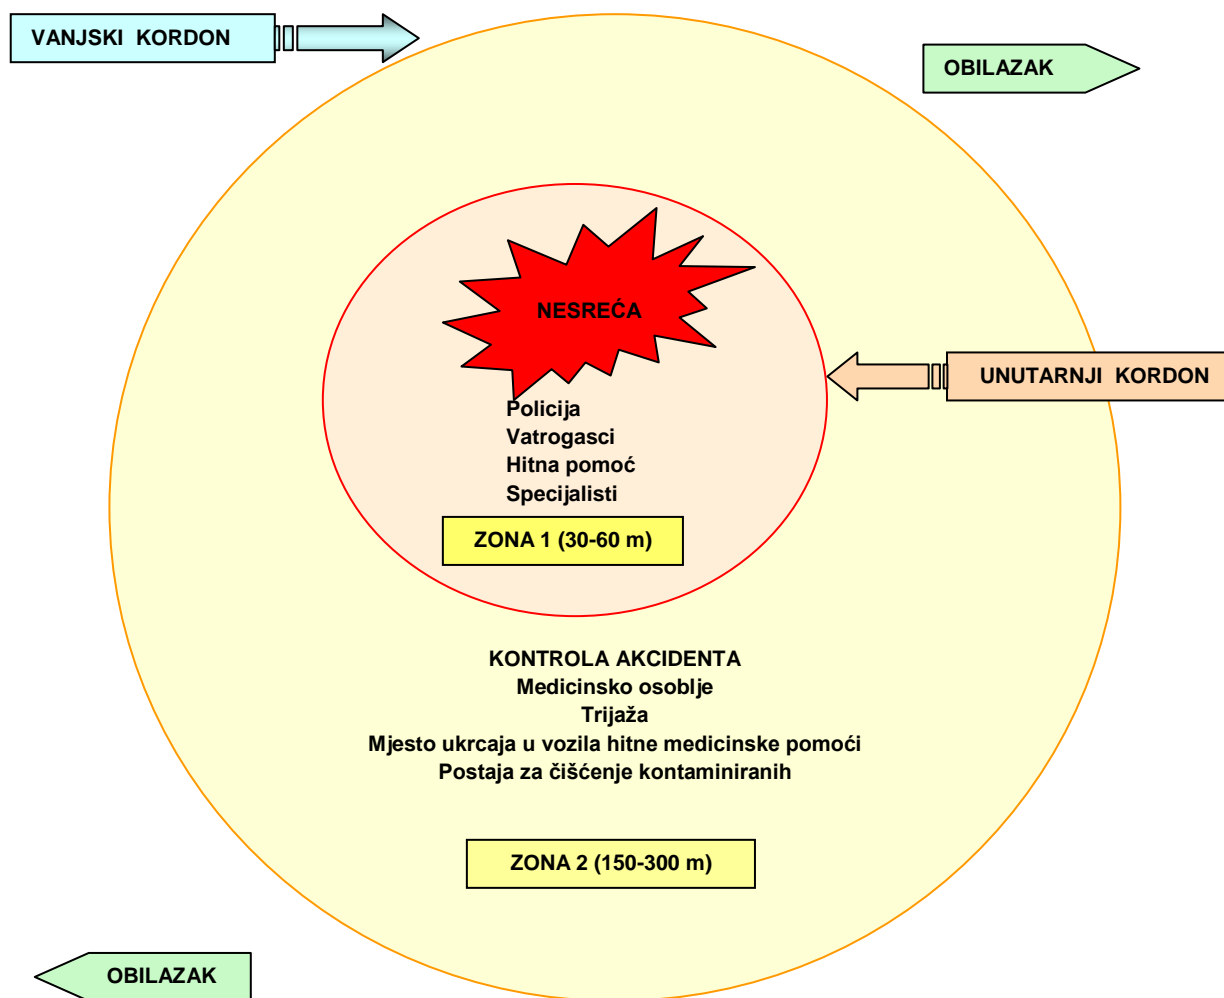 VANJSKI KORDON
OBILAZAK
NESREĆA
UNUTARNJI KORDON
Policija
Vatrogasci
Hitna pomoć
Specijalisti
ZONA 1 (30-60 m)
KONTROLA AKCIDENTA
Medicinsko osoblje
Trijaža
Mjesto ukrcaja u vozila hitne medicinske pomoći
Postaja za čišćenje kontaminiranih
ZONA 2 (150-300 m)
OBILAZAK